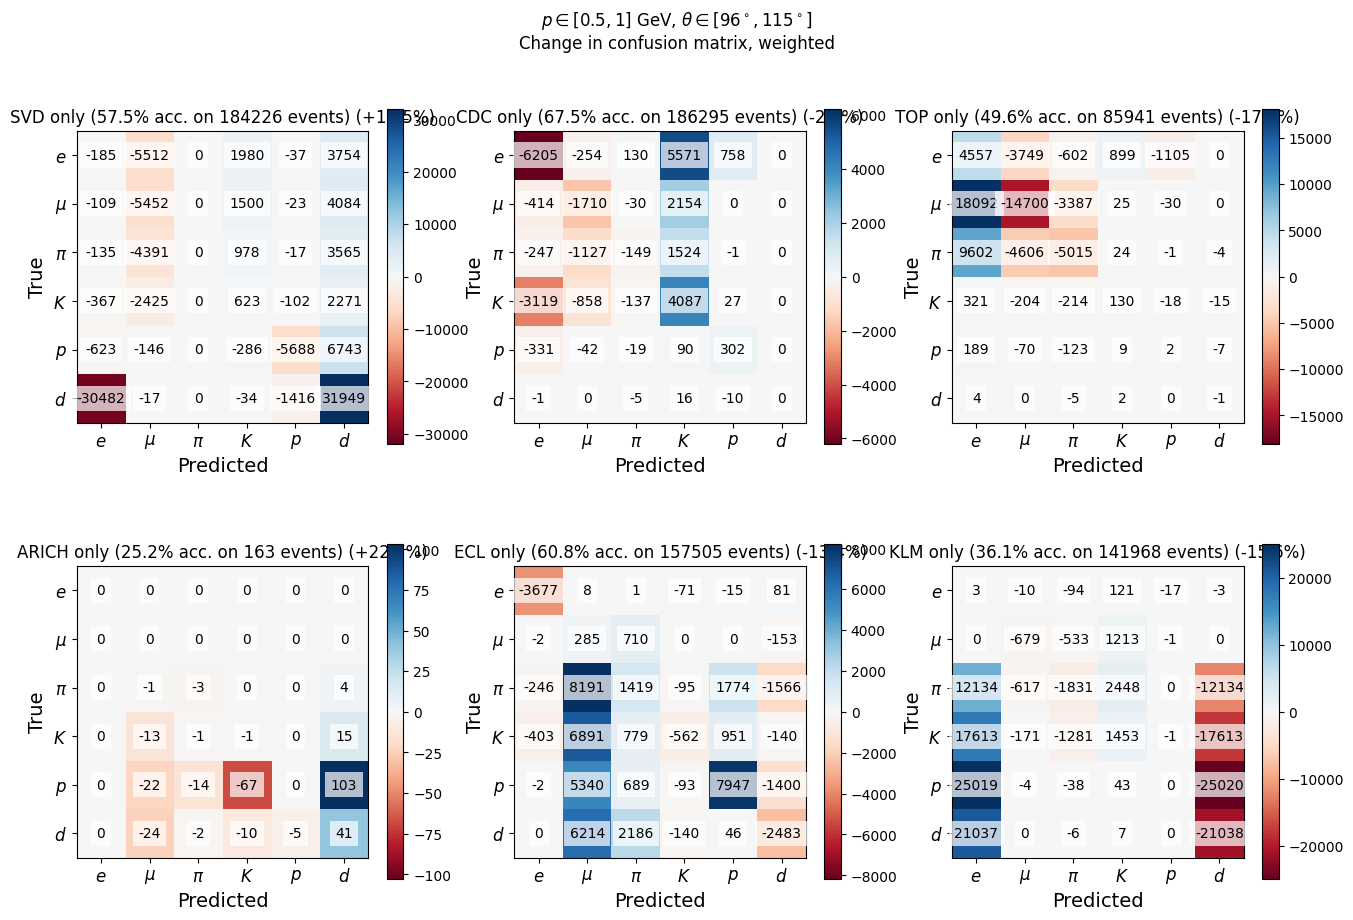 p ∈ [0.5, 1] GeV, θ ∈ [96°, 115°]
Change in confusion matrix, weighted
SVD only (57.5% acc. on 184226 events)
True
e -185 -5512 0 1980 -37 3754
μ -109 -5452 0 1500 -23 4084
π -135 -4391 0 978 -17 3565
K -367 -2425 0 623 -102 2271
p -623 -146 0 -286 -5688 6743
d -30482 -17 0 -34 -1416 31949
e μ π K p d
Predicted
30000
20000
10000
0
−10000
−20000
−30000
CDC only (67.5% acc. on 186295 events)
True
e -6205 -254 130 5571 758 0
μ -414 -1710 -30 2154 0 0
π -247 -1127 -149 1524 -1 0
K -3119 -858 -137 4087 27 0
p -331 -42 -19 90 302 0
d -1 0 -5 16 -10 0
e μ π K p d
Predicted
6000
4000
2000
0
−2000
−4000
−6000
TOP only (49.6% acc. on 85941 events)
True
e 4557 -3749 -602 899 -1105 0
μ 18092 -14700 -3387 25 -30 0
π 9602 -4606 -5015 24 -1 -4
K 321 -204 -214 130 -18 -15
p 189 -70 -123 9 2 -7
d 4 0 -5 2 0 -1
e μ π K p d
Predicted
15000
10000
5000
0
−5000
−10000
−15000
ARICH only (25.2% acc. on 163 events)
True
e 0 0 0 0 0 0
μ 0 0 0 0 0 0
π 0 -1 -3 0 0 4
K 0 -13 -1 -1 0 15
p 0 -22 -14 -67 0 103
d 0 -24 -2 -10 -5 41
e μ π K p d
Predicted
100
75
50
25
0
−25
−50
−75
−100
ECL only (60.8% acc. on 157505 events)
True
e -3677 8 1 -71 -15 81
μ -2 285 710 0 0 -153
π -246 8191 1419 -95 1774 -1566
K -403 6891 779 -562 951 -140
p -2 5340 689 -93 7947 -1400
d 0 6214 2186 -140 46 -2483
e μ π K p d
Predicted
8000
6000
4000
2000
0
−2000
−4000
−6000
−8000
KLM only (36.1% acc. on 141968 events)
True
e 3 -10 -94 121 -17 -3
μ 0 -679 -533 1213 -1 0
π 12134 -617 -1831 2448 0 -12134
K 17613 -171 -1281 1453 -1 -17613
p 25019 -4 -38 43 0 -25020
d 21037 0 -6 7 0 -21038
e μ π K p d
Predicted
20000
10000
0
−10000
−20000